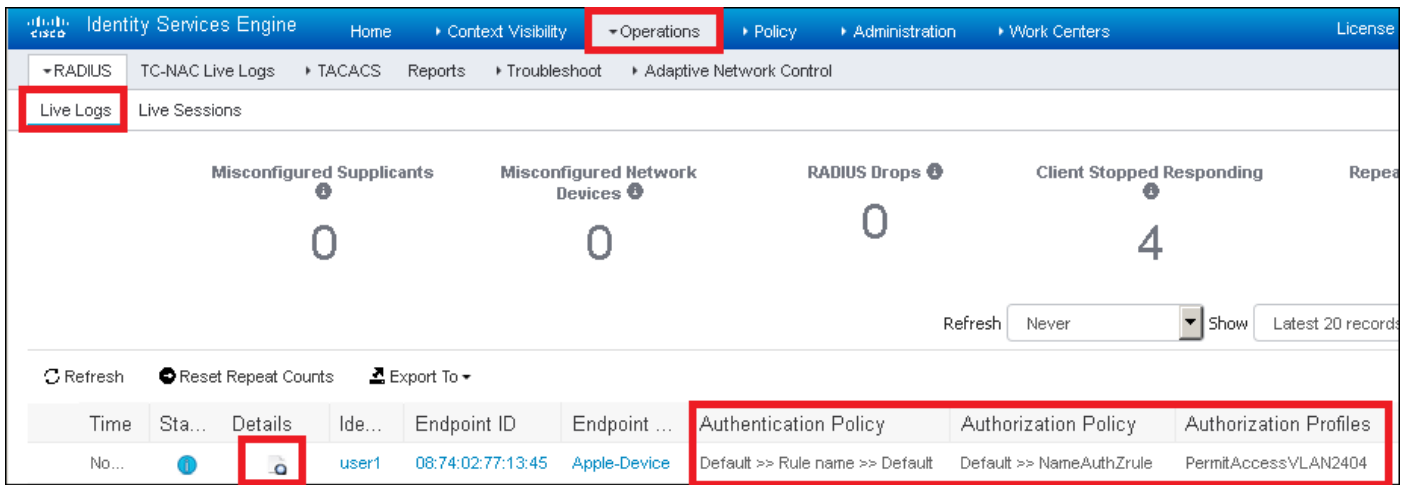 cisco Identity Services Engine Home Context Visibility Operations Policy Administration Work Centers License
RADIUS TC-NAC Live Logs TACACS Reports Troubleshoot Adaptive Network Control
Live Logs Live Sessions
Misconfigured Supplicants
0
Misconfigured Network
Devices
0
RADIUS Drops
0
Client Stopped Responding
4
Repea
Refresh Never Show Latest 20 records
Refresh Reset Repeat Counts Export To
Time Sta... Details Ide... Endpoint ID Endpoint ... Authentication Policy Authorization Policy Authorization Profiles
No... user1 08:74:02:77:13:45 Apple-Device Default >> Rule name >> Default Default >> NameAuthZrule PermitAccessVLAN2404